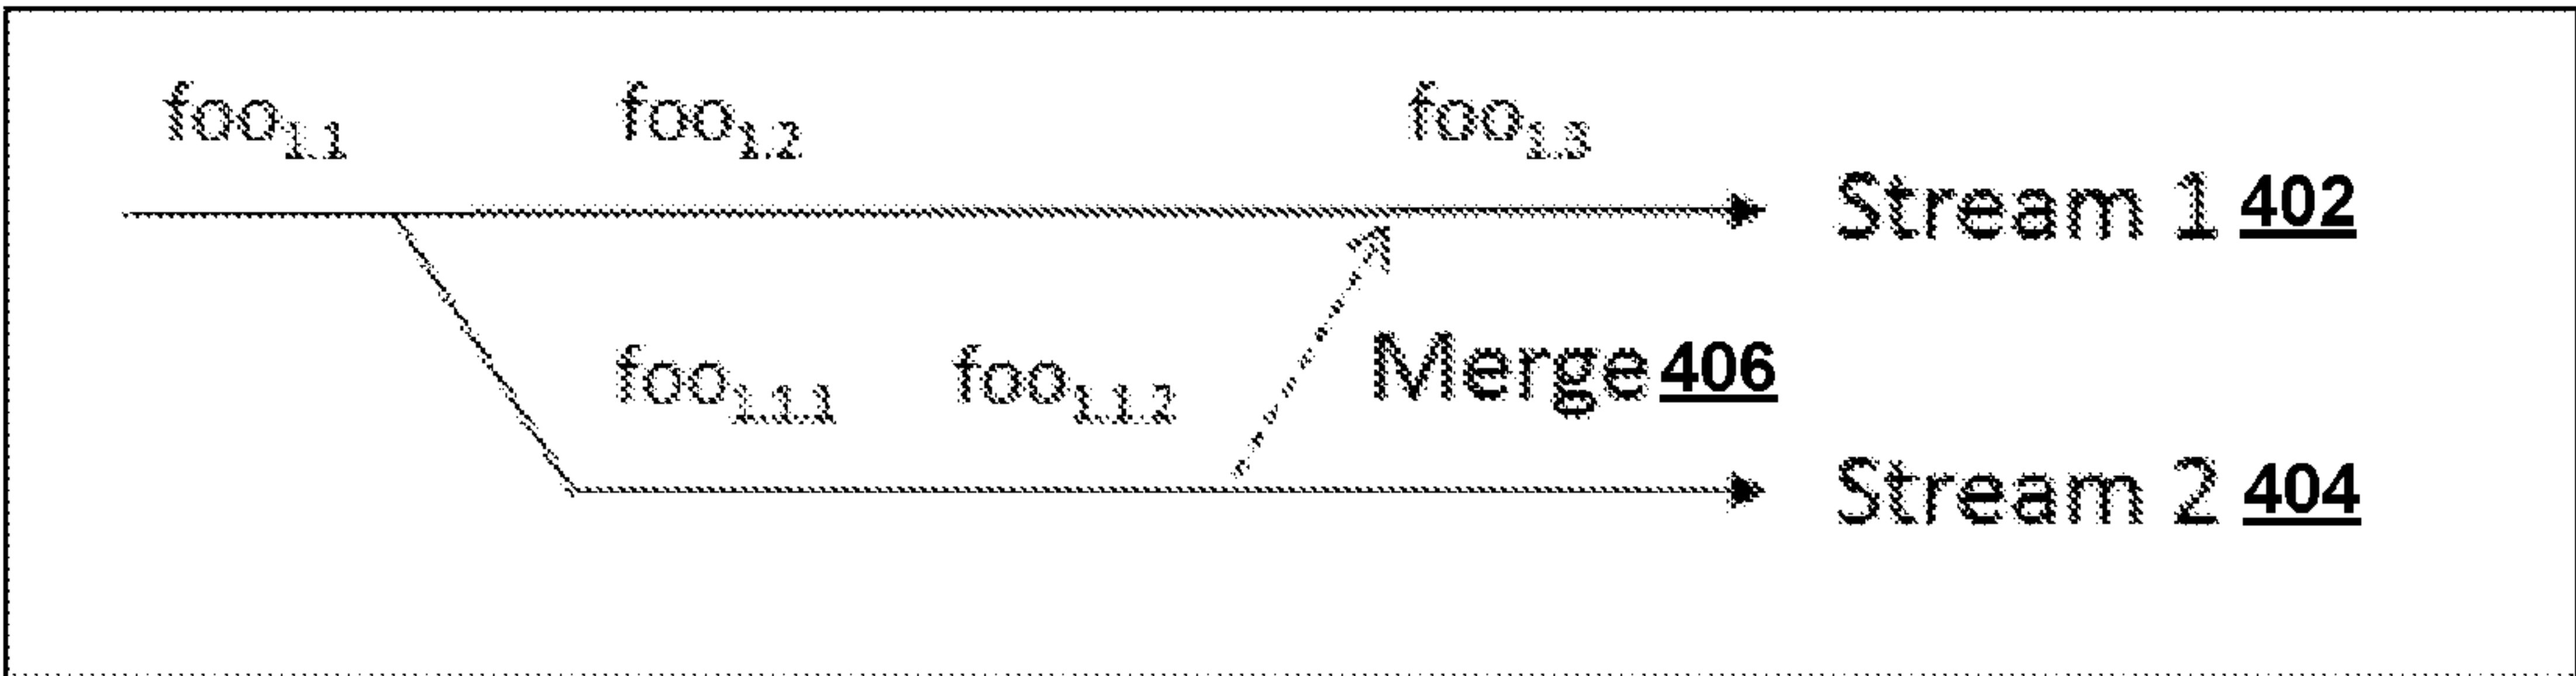 foo1.1 foo1.2 foo1.3
Stream 1 402
foo1.1.1 foo1.1.2 Merge 406
Stream 2 404